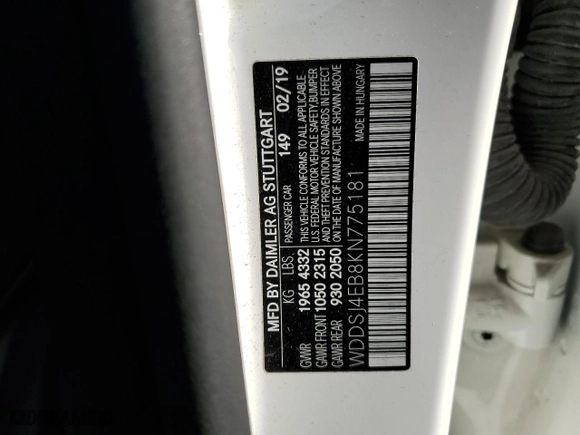 MFD BY DAIMLER AG STUTTGART
PASSENGER CAR 149 02/19
KG LBS
GVWR 1965 4332
GAWR FRONT 1050 2315
GAWR REAR 930 2050
THIS VEHICLE CONFORMS TO ALL APPLICABLE
U.S. FEDERAL MOTOR VEHICLE SAFETY,BUMPER
AND THEFT PREVENTION STANDARDS IN EFFECT
ON THE DATE OF MANUFACTURE SHOWN ABOVE
WDDSJ4EB8KN775181
MADE IN HUNGARY